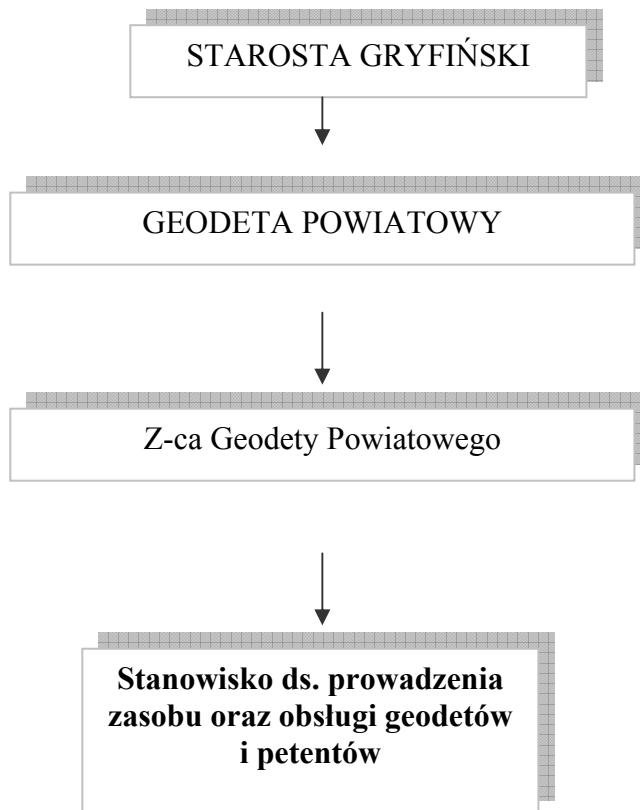 STAROSTA GRYFIŃSKI
GEODETA POWIATOWY
Z-ca Geodety Powiatowego
Stanowisko ds. prowadzenia
zasobu oraz obsługi geodetów
i petentów